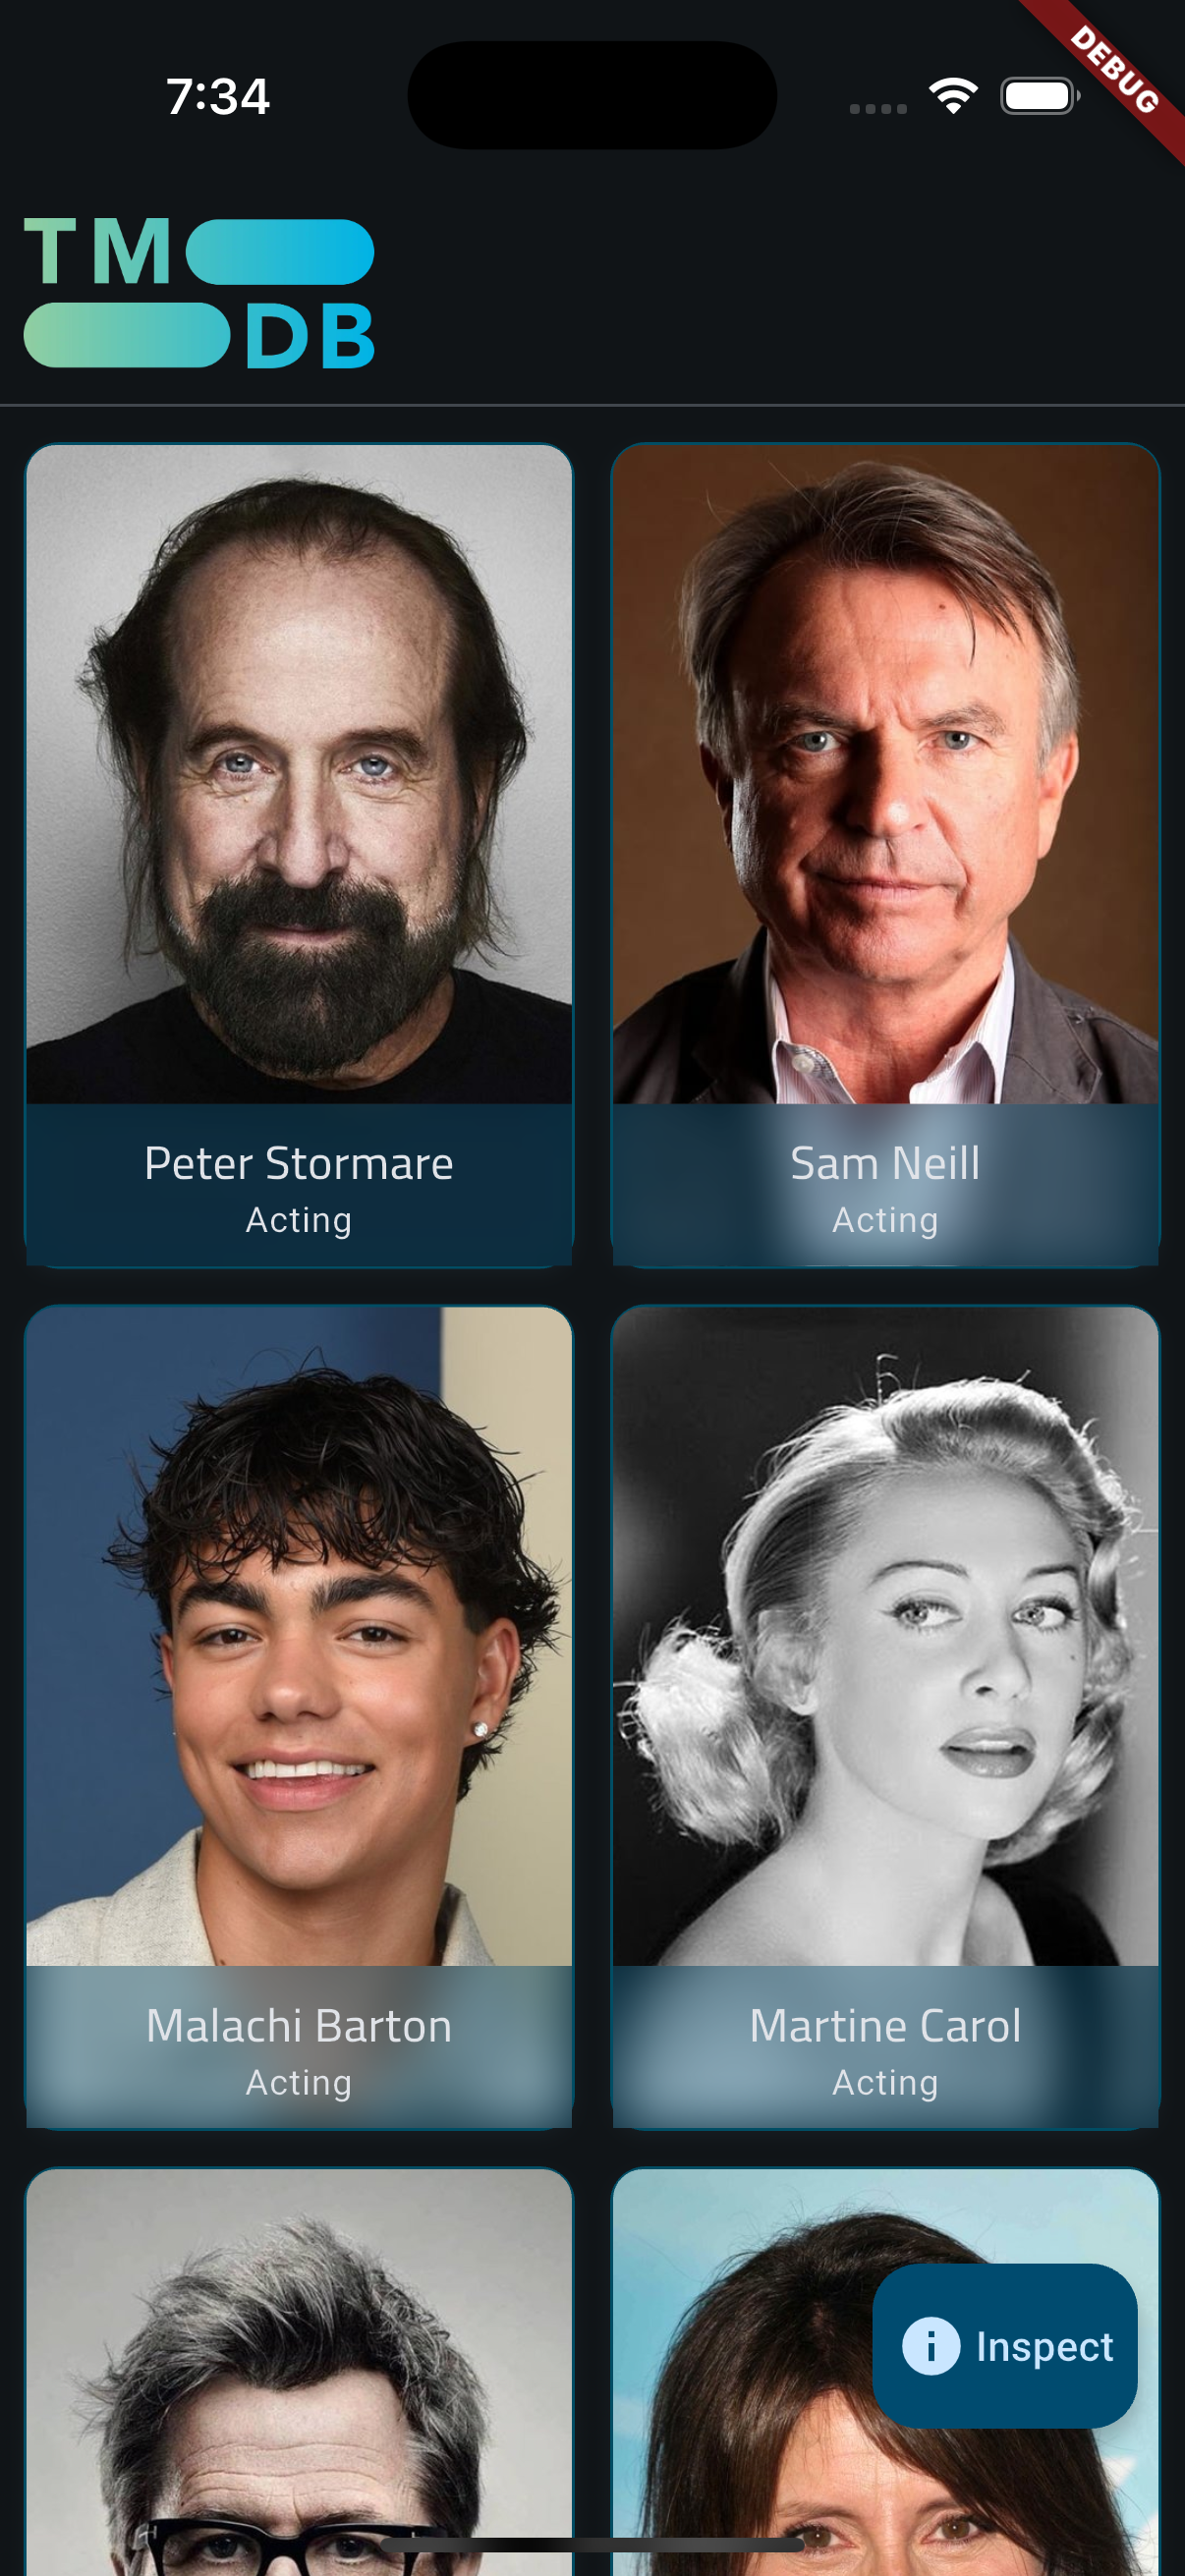 7:34
DEBUG
TM
DB
Peter Stormare
Acting
Sam Neill
Acting
Malachi Barton
Acting
Martine Carol
Acting
Inspect